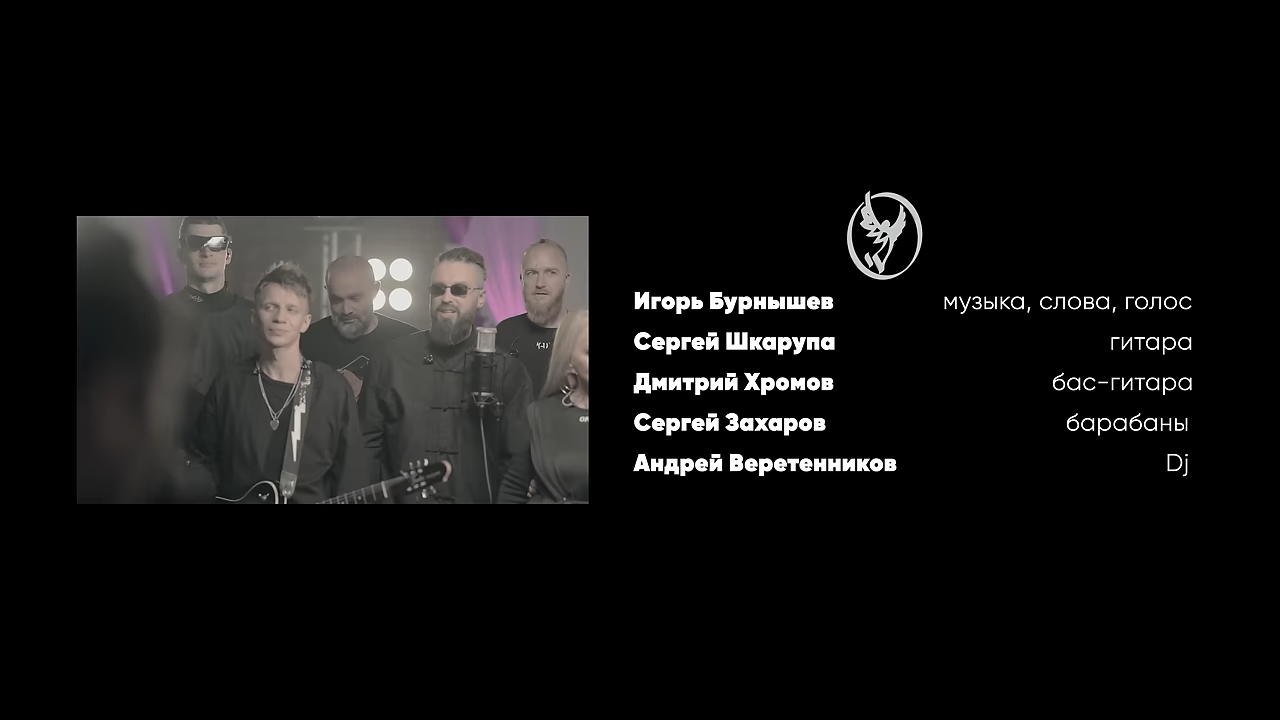 Игорь Бурнышев музыка, слова, голос
Сергей Шкарупа гитара
Дмитрий Хромов бас-гитара
Сергей Захаров барабаны
Андрей Веретенников Dj